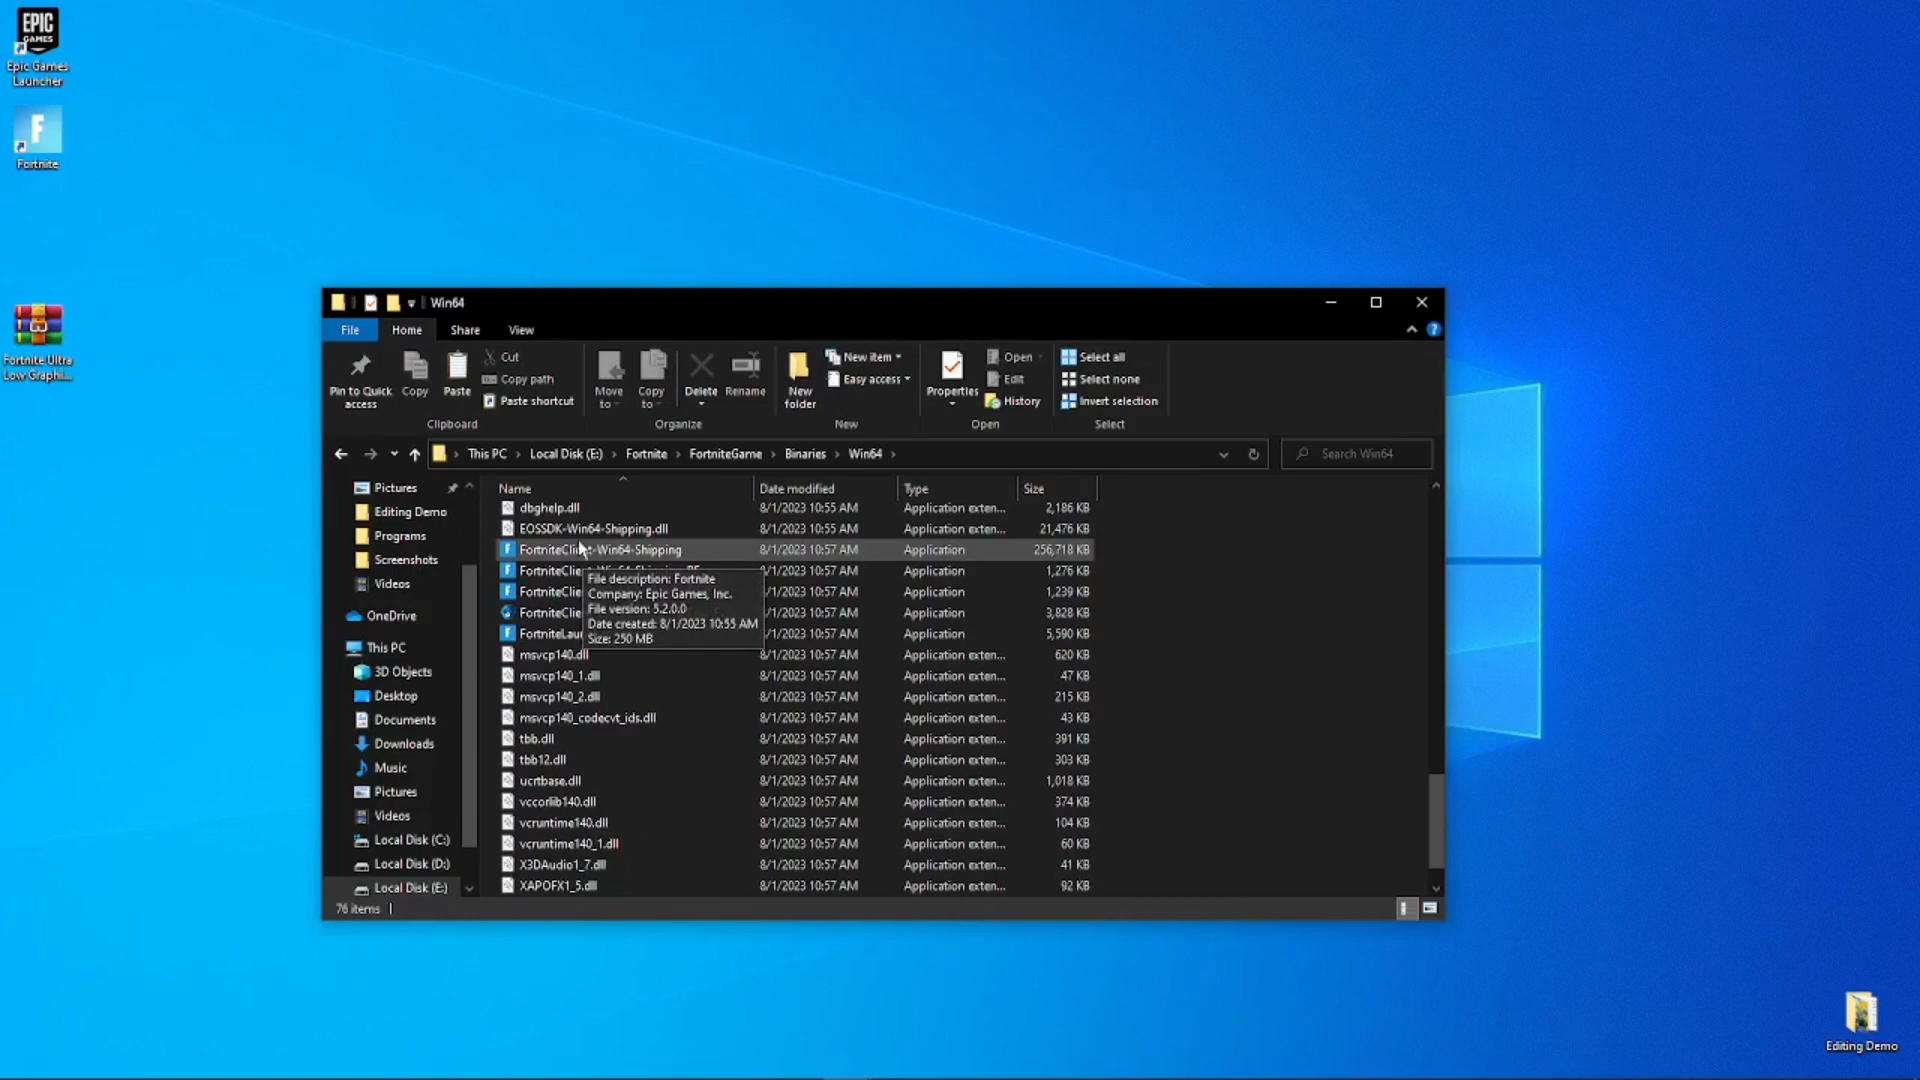 EPIC
GAMES
Epic Games
Launcher
F
Fortnite
Fortnite Ultra
Low Graphi...
Win64
File
Home
Share
View
Pin to Quick
access
Copy
Paste
Cut
Copy path
Paste shortcut
Clipboard
Move
to
Copy
to
Delete
Rename
Organize
New
folder
New item
Easy access
New
Properties
Open
Edit
History
Open
Select all
Select none
Invert selection
Select
This PC > Local Disk (E:) > Fortnite > FortniteGame > Binaries > Win64 >
Search Win64
Pictures
Editing Demo
Programs
Screenshots
Videos
OneDrive
This PC
3D Objects
Desktop
Documents
Downloads
Music
Pictures
Videos
Local Disk (C:)
Local Disk (D:)
Local Disk (E:)
Name Date modified Type Size
dbghelp.dll 8/1/2023 10:55 AM Application exten... 2,186 KB
EOSSDK-Win64-Shipping.dll 8/1/2023 10:55 AM Application exten... 21,476 KB
FortniteClient-Win64-Shipping 8/1/2023 10:57 AM Application 256,718 KB
FortniteClie 8/1/2023 10:57 AM Application 1,276 KB
FortniteClie 8/1/2023 10:57 AM Application 1,239 KB
FortniteClie 8/1/2023 10:57 AM Application 3,828 KB
FortniteLau 8/1/2023 10:57 AM Application 5,590 KB
File description: Fortnite
Company: Epic Games, Inc.
File version: 5.2.0.0
Date created: 8/1/2023 10:55 AM
Size: 250 MB
msvcp140.dll 8/1/2023 10:57 AM Application exten... 620 KB
msvcp140_1.dll 8/1/2023 10:57 AM Application exten... 47 KB
msvcp140_2.dll 8/1/2023 10:57 AM Application exten... 215 KB
msvcp140_codecvt_ids.dll 8/1/2023 10:57 AM Application exten... 43 KB
tbb.dll 8/1/2023 10:57 AM Application exten... 391 KB
tbb12.dll 8/1/2023 10:57 AM Application exten... 303 KB
ucrtbase.dll 8/1/2023 10:57 AM Application exten... 1,018 KB
vccorlib140.dll 8/1/2023 10:57 AM Application exten... 374 KB
vcruntime140.dll 8/1/2023 10:57 AM Application exten... 104 KB
vcruntime140_1.dll 8/1/2023 10:57 AM Application exten... 60 KB
X3DAudio1_7.dll 8/1/2023 10:57 AM Application exten... 41 KB
XAPOFX1_5.dll 8/1/2023 10:57 AM Application exten... 92 KB
76 items
Editing Demo